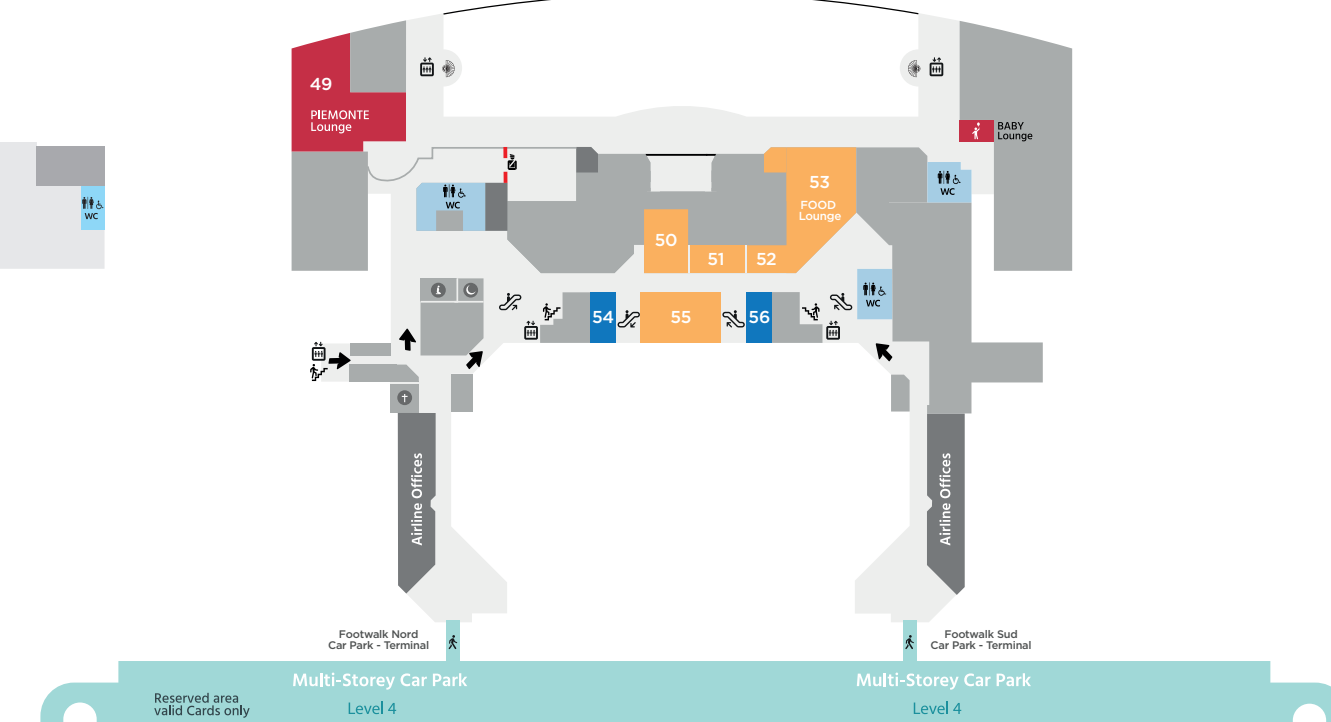 49
PIEMONTE
Lounge
BABY
Lounge
WC
WC
WC
53
FOOD
Lounge
50
51
52
i
WC
54
55
56
Airline Offices
Airline Offices
Footwalk Nord
Car Park - Terminal
Footwalk Sud
Car Park - Terminal
Multi-Storey Car Park
Multi-Storey Car Park
Reserved area
valid Cards only
Level 4
Level 4